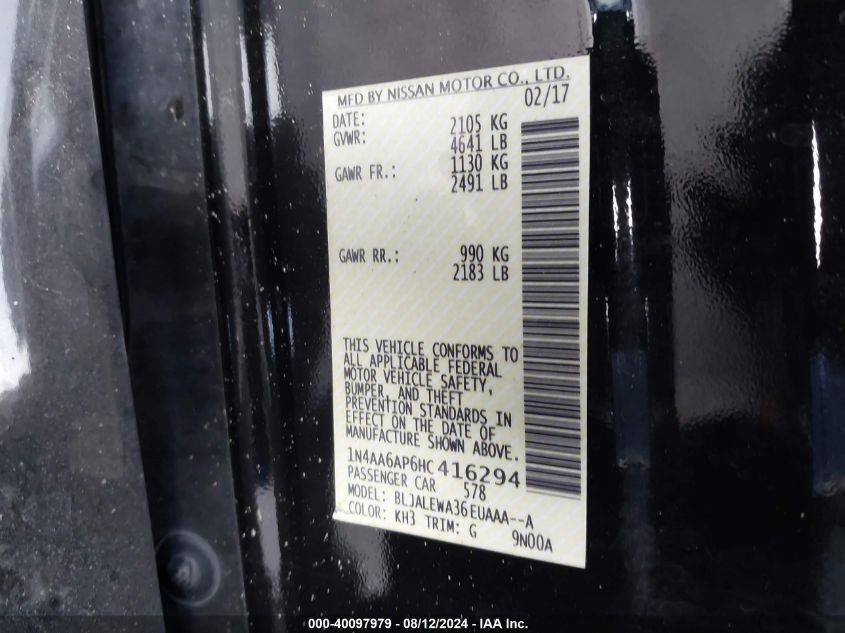 MFD BY NISSAN MOTOR CO., LTD.
DATE: 02/17
GVWR: 2105 KG
4641 LB
GAWR FR.: 1130 KG
2491 LB
GAWR RR.: 990 KG
2183 LB
THIS VEHICLE CONFORMS TO
ALL APPLICABLE FEDERAL
MOTOR VEHICLE SAFETY,
BUMPER, AND THEFT
PREVENTION STANDARDS IN
EFFECT ON THE DATE OF
MANUFACTURE SHOWN ABOVE.
1N4AA6AP6HC416294
PASSENGER CAR 578
MODEL: BLJALEWA36EUAAA--A
COLOR: KH3 TRIM: G 9N00A
000-40097979 - 08/12/2024 - IAA Inc.